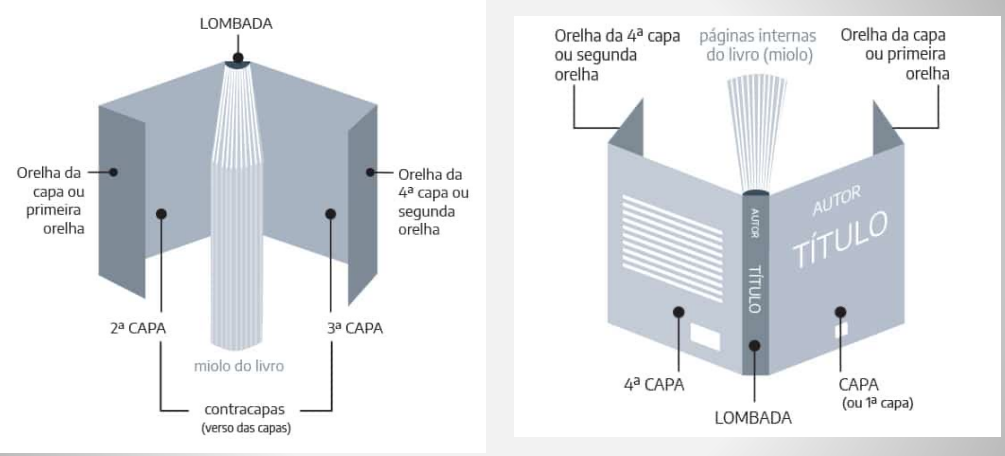 LOMBADA
Orelha da
capa ou
primeira
orelha
Orelha da
4ª capa ou
segunda
orelha
2ª CAPA
3ª CAPA
miolo do livro
contracapas
(verso das capas)
Orelha da 4ª capa
ou segunda
orelha
páginas internas
do livro (miolo)
Orelha da capa
ou primeira
orelha
AUTOR
TÍTULO
AUTOR
TÍTULO
4ª CAPA
LOMBADA
CAPA
(ou 1ª capa)